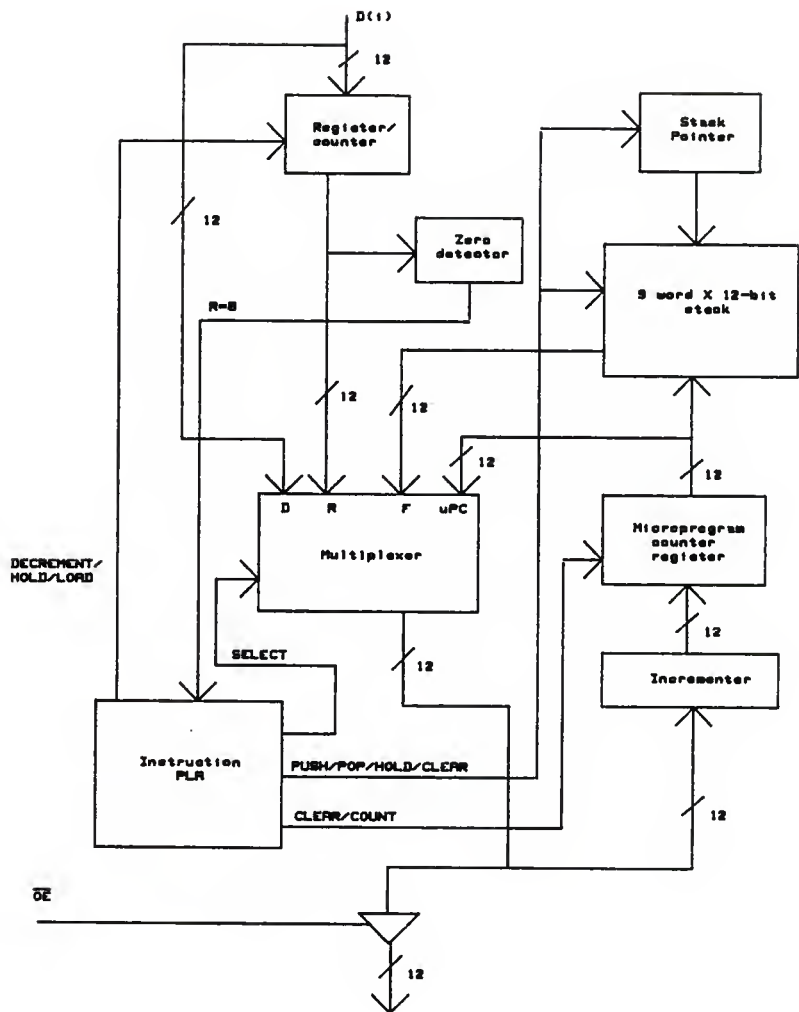 D(i)
12
Register/
counter
Stack
Pointer
12
Zero
detector
9 word X 12-bit
stack
R=0
12
12
12
12
D R F uPC
Multiplexer
Microprogram
counter
register
DECREMENT/
HOLD/LOAD
12
SELECT
12
Incrementer
Instruction
PLA
PUSH/POP/HOLD/CLEAR
CLEAR/COUNT
12
OE
12